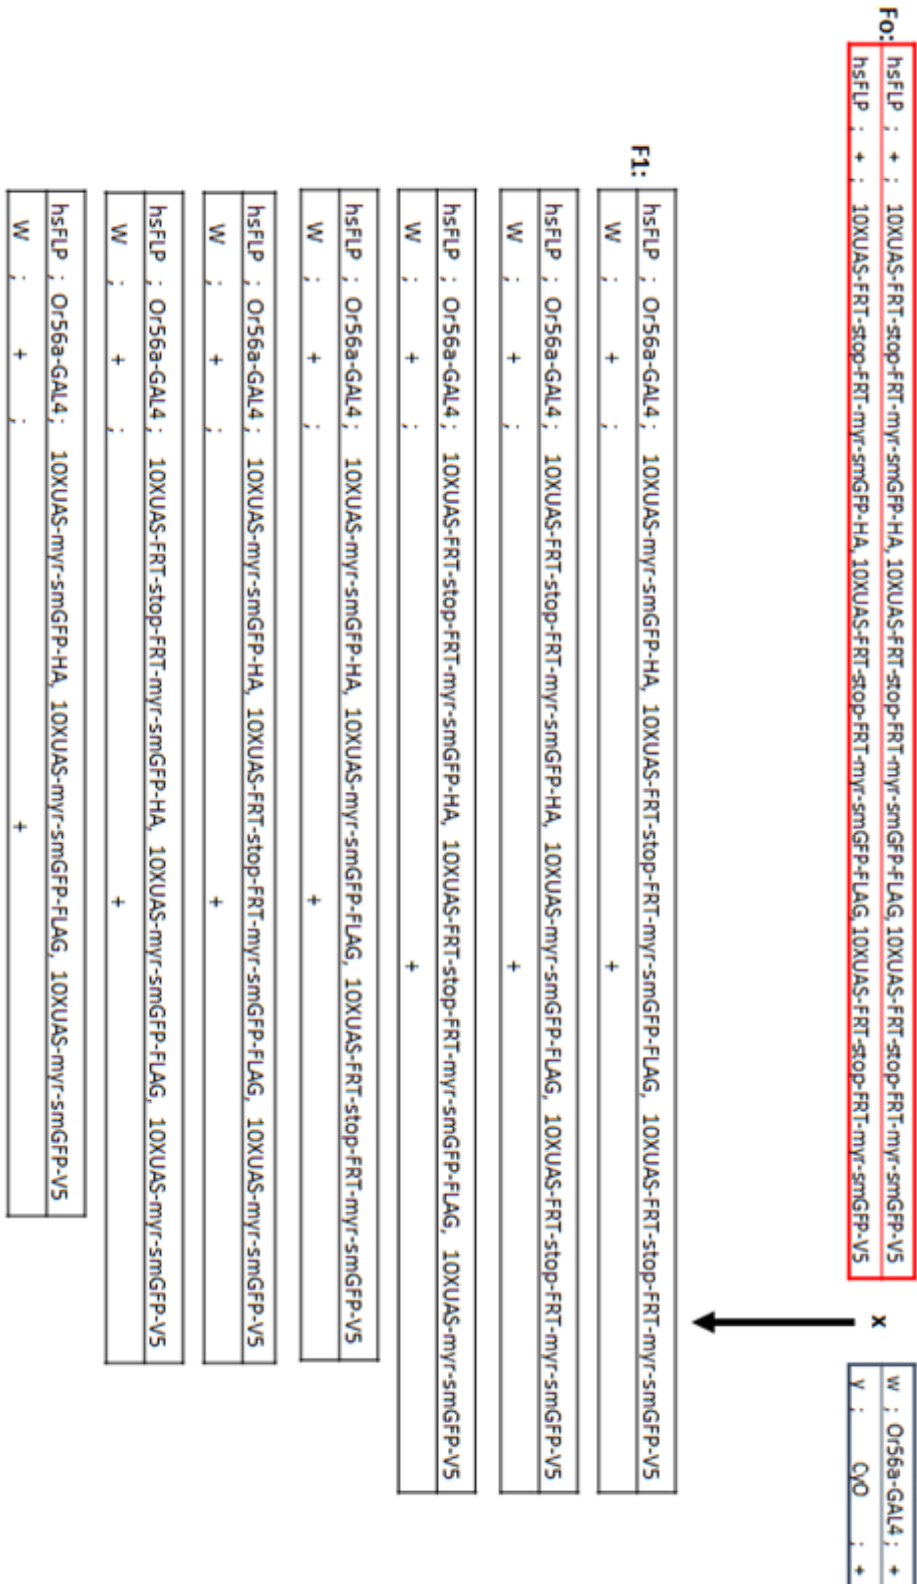 Fo:
hsFLP ; + ; 10XUAS-FRT-stop-FRT-myr-smGFP-HA, 10XUAS-FRT-stop-FRT-myr-smGFP-FLAG, 10XUAS-FRT-stop-FRT-myr-smGFP-V5
hsFLP ; + ; 10XUAS-FRT-stop-FRT-myr-smGFP-HA, 10XUAS-FRT-stop-FRT-myr-smGFP-FLAG, 10XUAS-FRT-stop-FRT-myr-smGFP-V5
x
w ; Or56a-GAL4 ; +
y ; CyO ; +
F1:
hsFLP ; Or56a-GAL4 ; 10XUAS-myr-smGFP-HA, 10XUAS-FRT-stop-FRT-myr-smGFP-FLAG, 10XUAS-FRT-stop-FRT-myr-smGFP-V5
W ; + ; +
hsFLP ; Or56a-GAL4 ; 10XUAS-FRT-stop-FRT-myr-smGFP-HA, 10XUAS-myr-smGFP-FLAG, 10XUAS-FRT-stop-FRT-myr-smGFP-V5
W ; + ; +
hsFLP ; Or56a-GAL4 ; 10XUAS-FRT-stop-FRT-myr-smGFP-HA, 10XUAS-FRT-stop-FRT-myr-smGFP-FLAG, 10XUAS-myr-smGFP-V5
W ; + ; +
hsFLP ; Or56a-GAL4 ; 10XUAS-myr-smGFP-HA, 10XUAS-myr-smGFP-FLAG, 10XUAS-FRT-stop-FRT-myr-smGFP-V5
W ; + ; +
hsFLP ; Or56a-GAL4 ; 10XUAS-myr-smGFP-HA, 10XUAS-FRT-stop-FRT-myr-smGFP-FLAG, 10XUAS-myr-smGFP-V5
W ; + ; +
hsFLP ; Or56a-GAL4 ; 10XUAS-FRT-stop-FRT-myr-smGFP-HA, 10XUAS-myr-smGFP-FLAG, 10XUAS-myr-smGFP-V5
W ; + ; +
hsFLP ; Or56a-GAL4 ; 10XUAS-myr-smGFP-HA, 10XUAS-myr-smGFP-FLAG, 10XUAS-myr-smGFP-V5
W ; + ; +